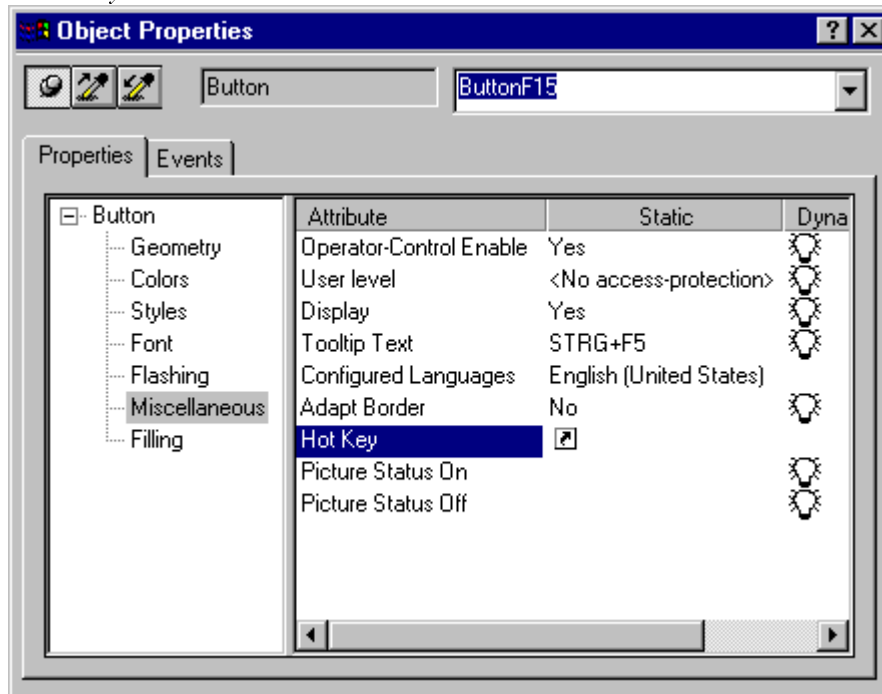 Object Properties
Button ButtonF15
Properties Events
Button
Geometry
Colors
Styles
Font
Flashing
Miscellaneous
Filling
Attribute Static Dyna
Operator-Control Enable Yes
User level <No access-protection>
Display Yes
Tooltip Text STRG+F5
Configured Languages English (United States)
Adapt Border No
Hot Key
Picture Status On
Picture Status Off